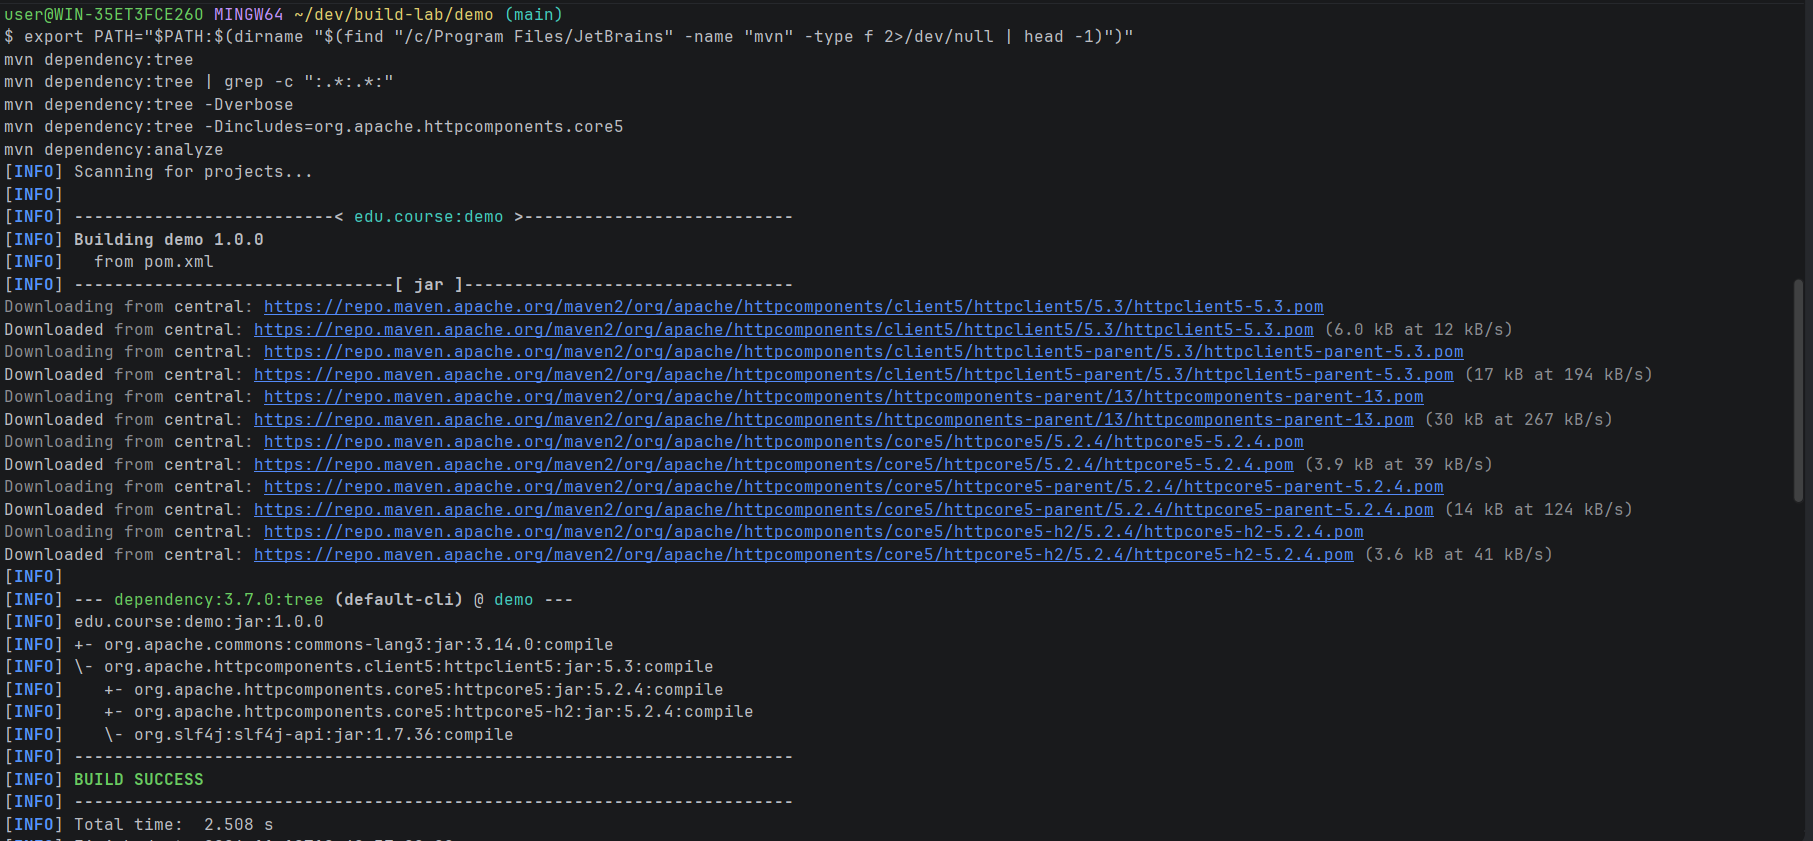 user@WIN-35ET3FCE26O MINGW64 ~/dev/build-lab/demo (main)
$ export PATH="$PATH:$(dirname "$(find "/c/Program Files/JetBrains" -name "mvn" -type f 2>/dev/null | head -1)")"
mvn dependency:tree
mvn dependency:tree | grep -c ":.*:.*:"
mvn dependency:tree -Dverbose
mvn dependency:tree -Dincludes=org.apache.httpcomponents.core5
mvn dependency:analyze
[INFO] Scanning for projects...
[INFO]
[INFO] --------------------------< edu.course:demo >---------------------------
[INFO] Building demo 1.0.0
[INFO]   from pom.xml
[INFO] --------------------------------[ jar ]---------------------------------
Downloading from central: https://repo.maven.apache.org/maven2/org/apache/httpcomponents/client5/httpclient5/5.3/httpclient5-5.3.pom
Downloaded from central: https://repo.maven.apache.org/maven2/org/apache/httpcomponents/client5/httpclient5/5.3/httpclient5-5.3.pom (6.0 kB at 12 kB/s)
Downloading from central: https://repo.maven.apache.org/maven2/org/apache/httpcomponents/client5/httpclient5-parent/5.3/httpclient5-parent-5.3.pom
Downloaded from central: https://repo.maven.apache.org/maven2/org/apache/httpcomponents/client5/httpclient5-parent/5.3/httpclient5-parent-5.3.pom (17 kB at 194 kB/s)
Downloading from central: https://repo.maven.apache.org/maven2/org/apache/httpcomponents/httpcomponents-parent/13/httpcomponents-parent-13.pom
Downloaded from central: https://repo.maven.apache.org/maven2/org/apache/httpcomponents/httpcomponents-parent/13/httpcomponents-parent-13.pom (30 kB at 267 kB/s)
Downloading from central: https://repo.maven.apache.org/maven2/org/apache/httpcomponents/core5/httpcore5/5.2.4/httpcore5-5.2.4.pom
Downloaded from central: https://repo.maven.apache.org/maven2/org/apache/httpcomponents/core5/httpcore5/5.2.4/httpcore5-5.2.4.pom (3.9 kB at 39 kB/s)
Downloading from central: https://repo.maven.apache.org/maven2/org/apache/httpcomponents/core5/httpcore5-parent/5.2.4/httpcore5-parent-5.2.4.pom
Downloaded from central: https://repo.maven.apache.org/maven2/org/apache/httpcomponents/core5/httpcore5-parent/5.2.4/httpcore5-parent-5.2.4.pom (14 kB at 124 kB/s)
Downloading from central: https://repo.maven.apache.org/maven2/org/apache/httpcomponents/core5/httpcore5-h2/5.2.4/httpcore5-h2-5.2.4.pom
Downloaded from central: https://repo.maven.apache.org/maven2/org/apache/httpcomponents/core5/httpcore5-h2/5.2.4/httpcore5-h2-5.2.4.pom (3.6 kB at 41 kB/s)
[INFO]
[INFO] --- dependency:3.7.0:tree (default-cli) @ demo ---
[INFO] edu.course:demo:jar:1.0.0
[INFO] +- org.apache.commons:commons-lang3:jar:3.14.0:compile
[INFO] \- org.apache.httpcomponents.client5:httpclient5:jar:5.3:compile
[INFO]    +- org.apache.httpcomponents.core5:httpcore5:jar:5.2.4:compile
[INFO]    +- org.apache.httpcomponents.core5:httpcore5-h2:jar:5.2.4:compile
[INFO]    \- org.slf4j:slf4j-api:jar:1.7.36:compile
[INFO] ------------------------------------------------------------------------
[INFO] BUILD SUCCESS
[INFO] ------------------------------------------------------------------------
[INFO] Total time:  2.508 s